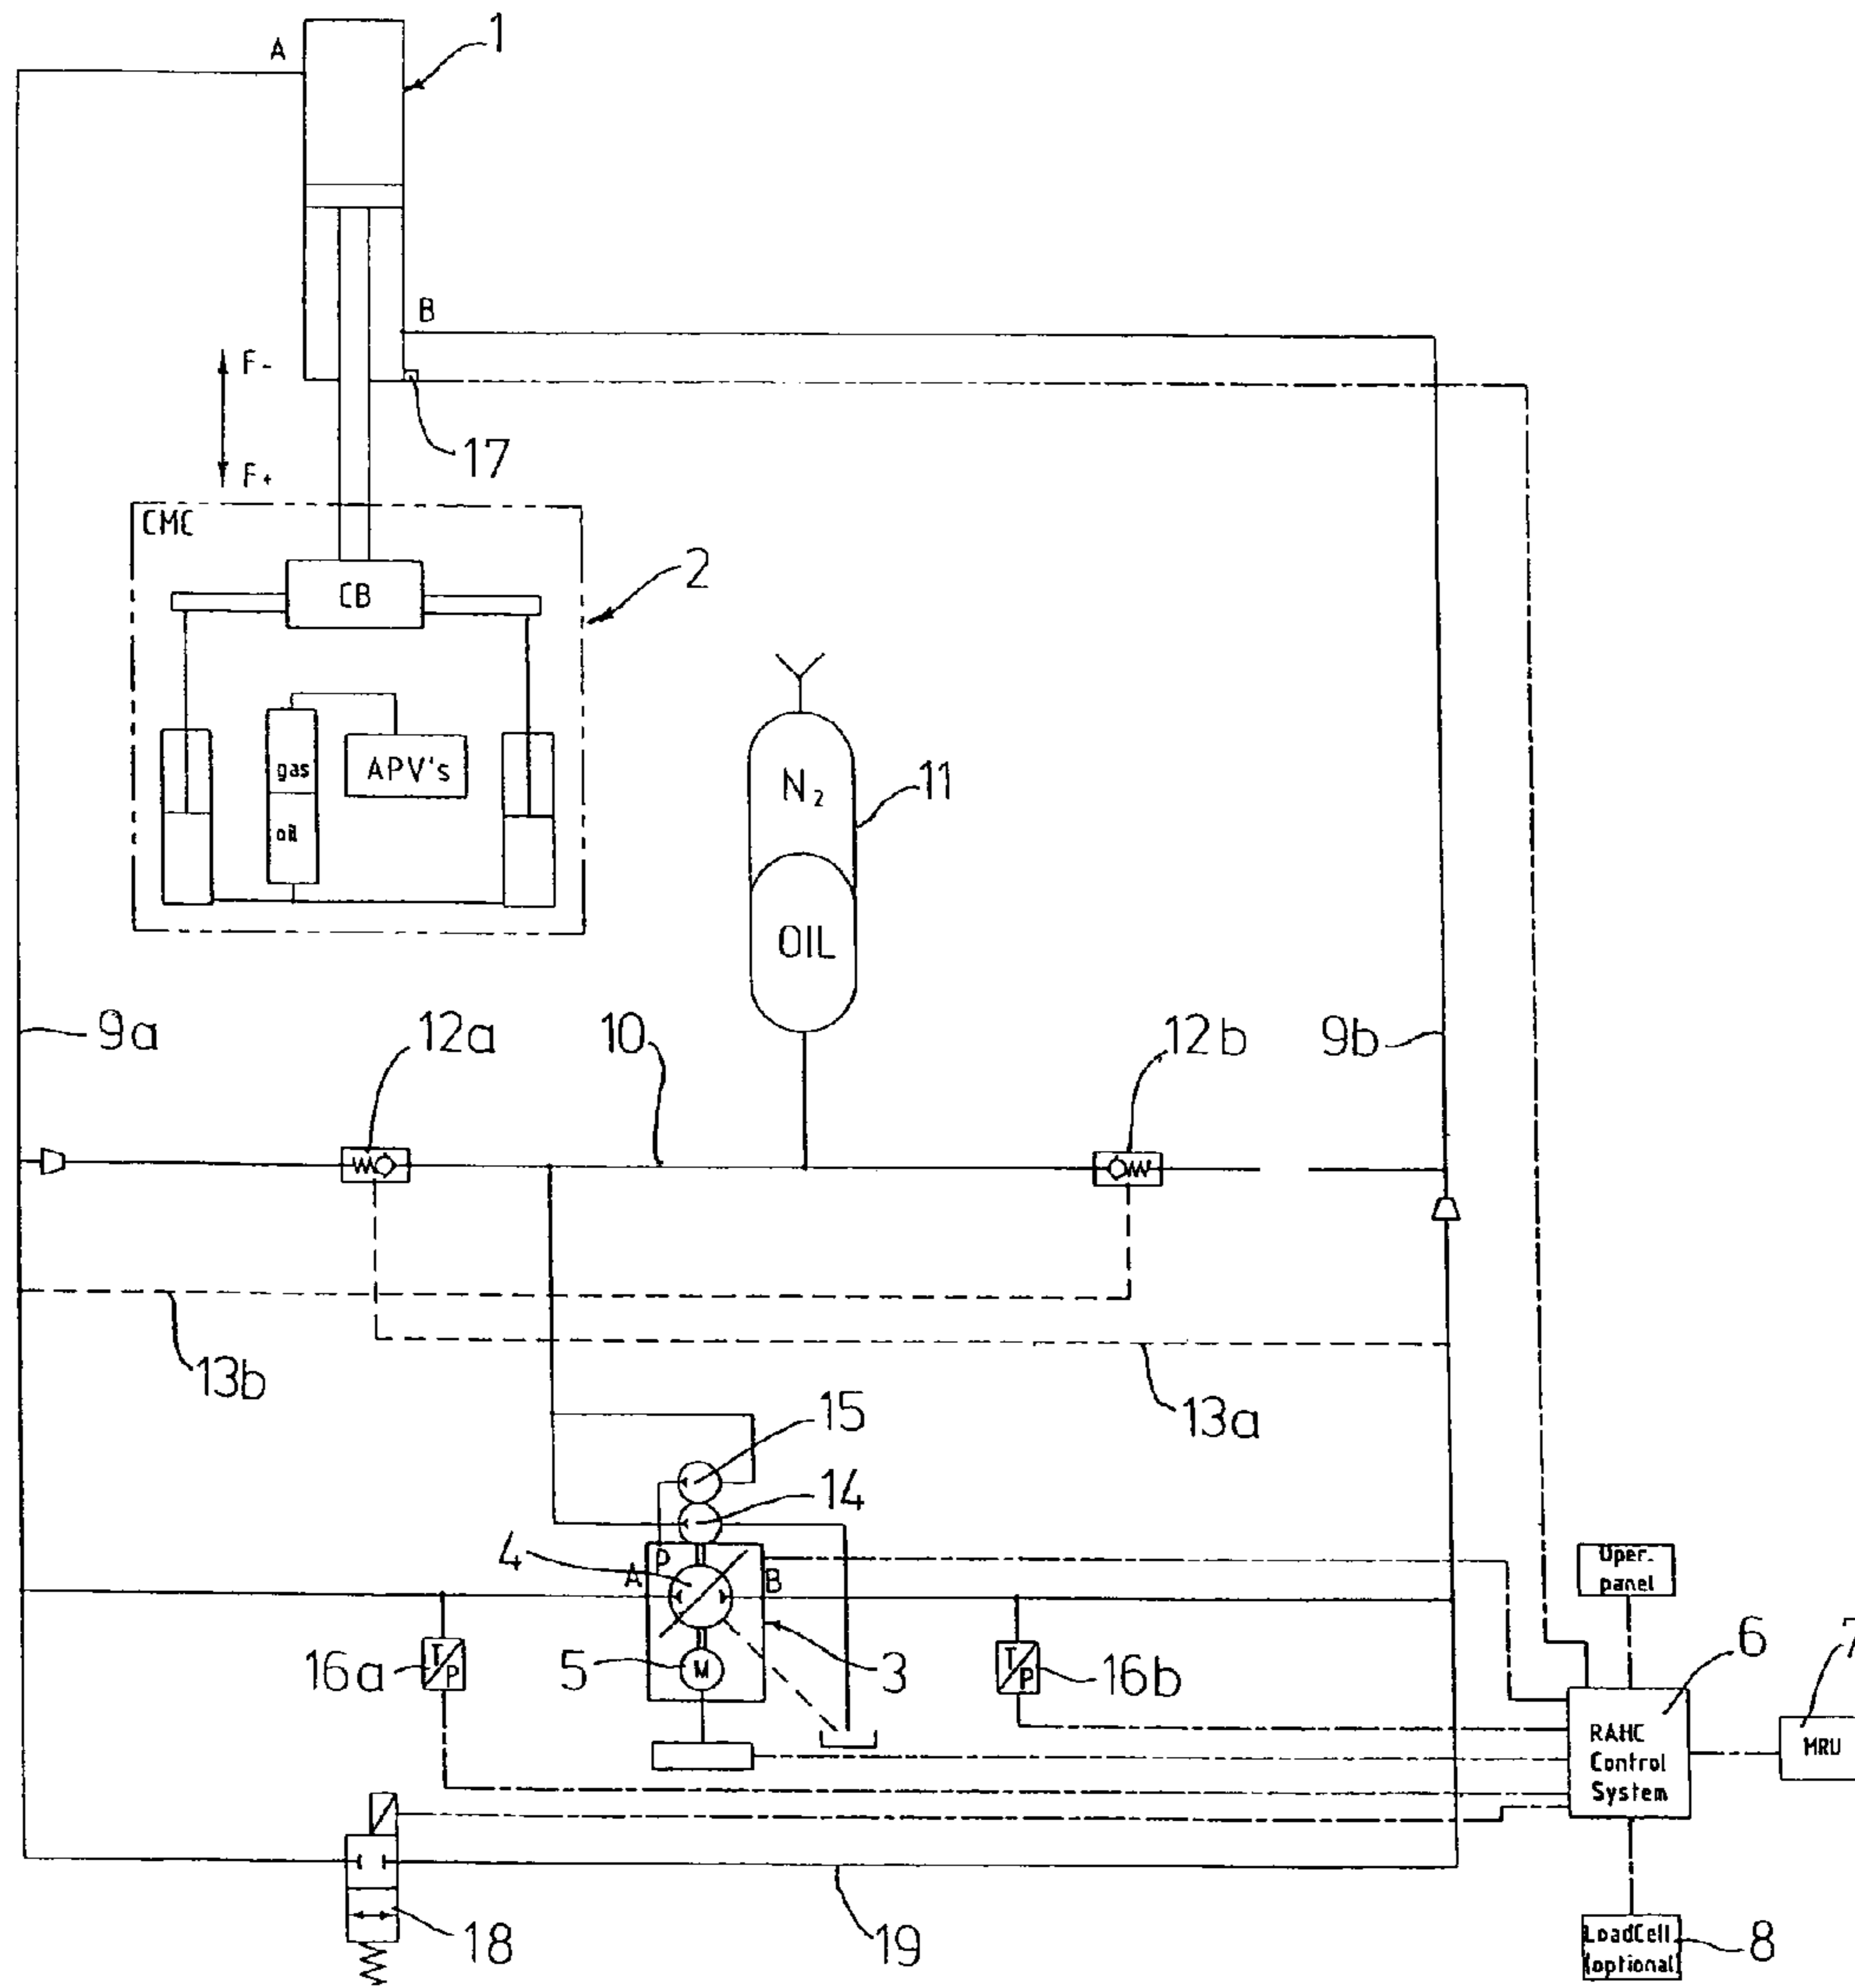 1
A
B
F-
F+
17
CMC
CB
2
gas
oil
APV's
N2
OIL
11
9a
12a
10
12b
9b
13b
13a
15
14
4
P
A
B
5
M
3
16a
T
P
16b
T
P
Oper.
panel
6
RAHC
Control
System
7
MRU
18
19
LoadCell
(optional)
8